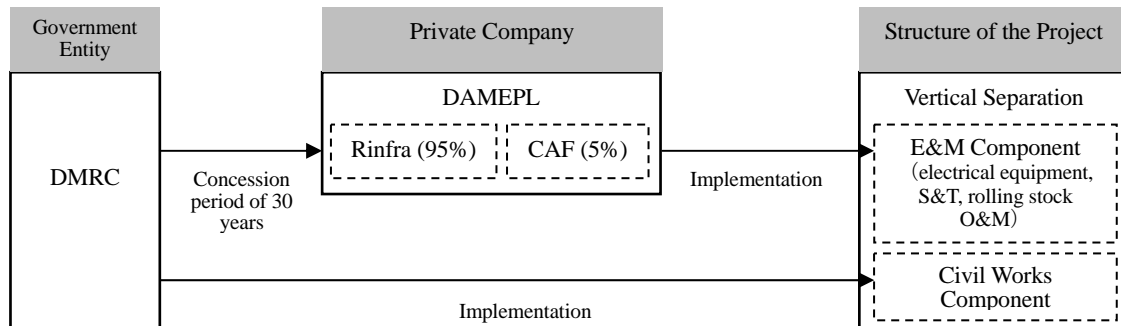 Government
Entity
Private Company
Structure of the Project
DMRC
Concession
period of 30
years
DAMEPL
Rinfra (95%)
CAF (5%)
Implementation
Vertical Separation
E&M Component
（electrical equipment,
S&T, rolling stock
O&M）
Civil Works
Component
Implementation